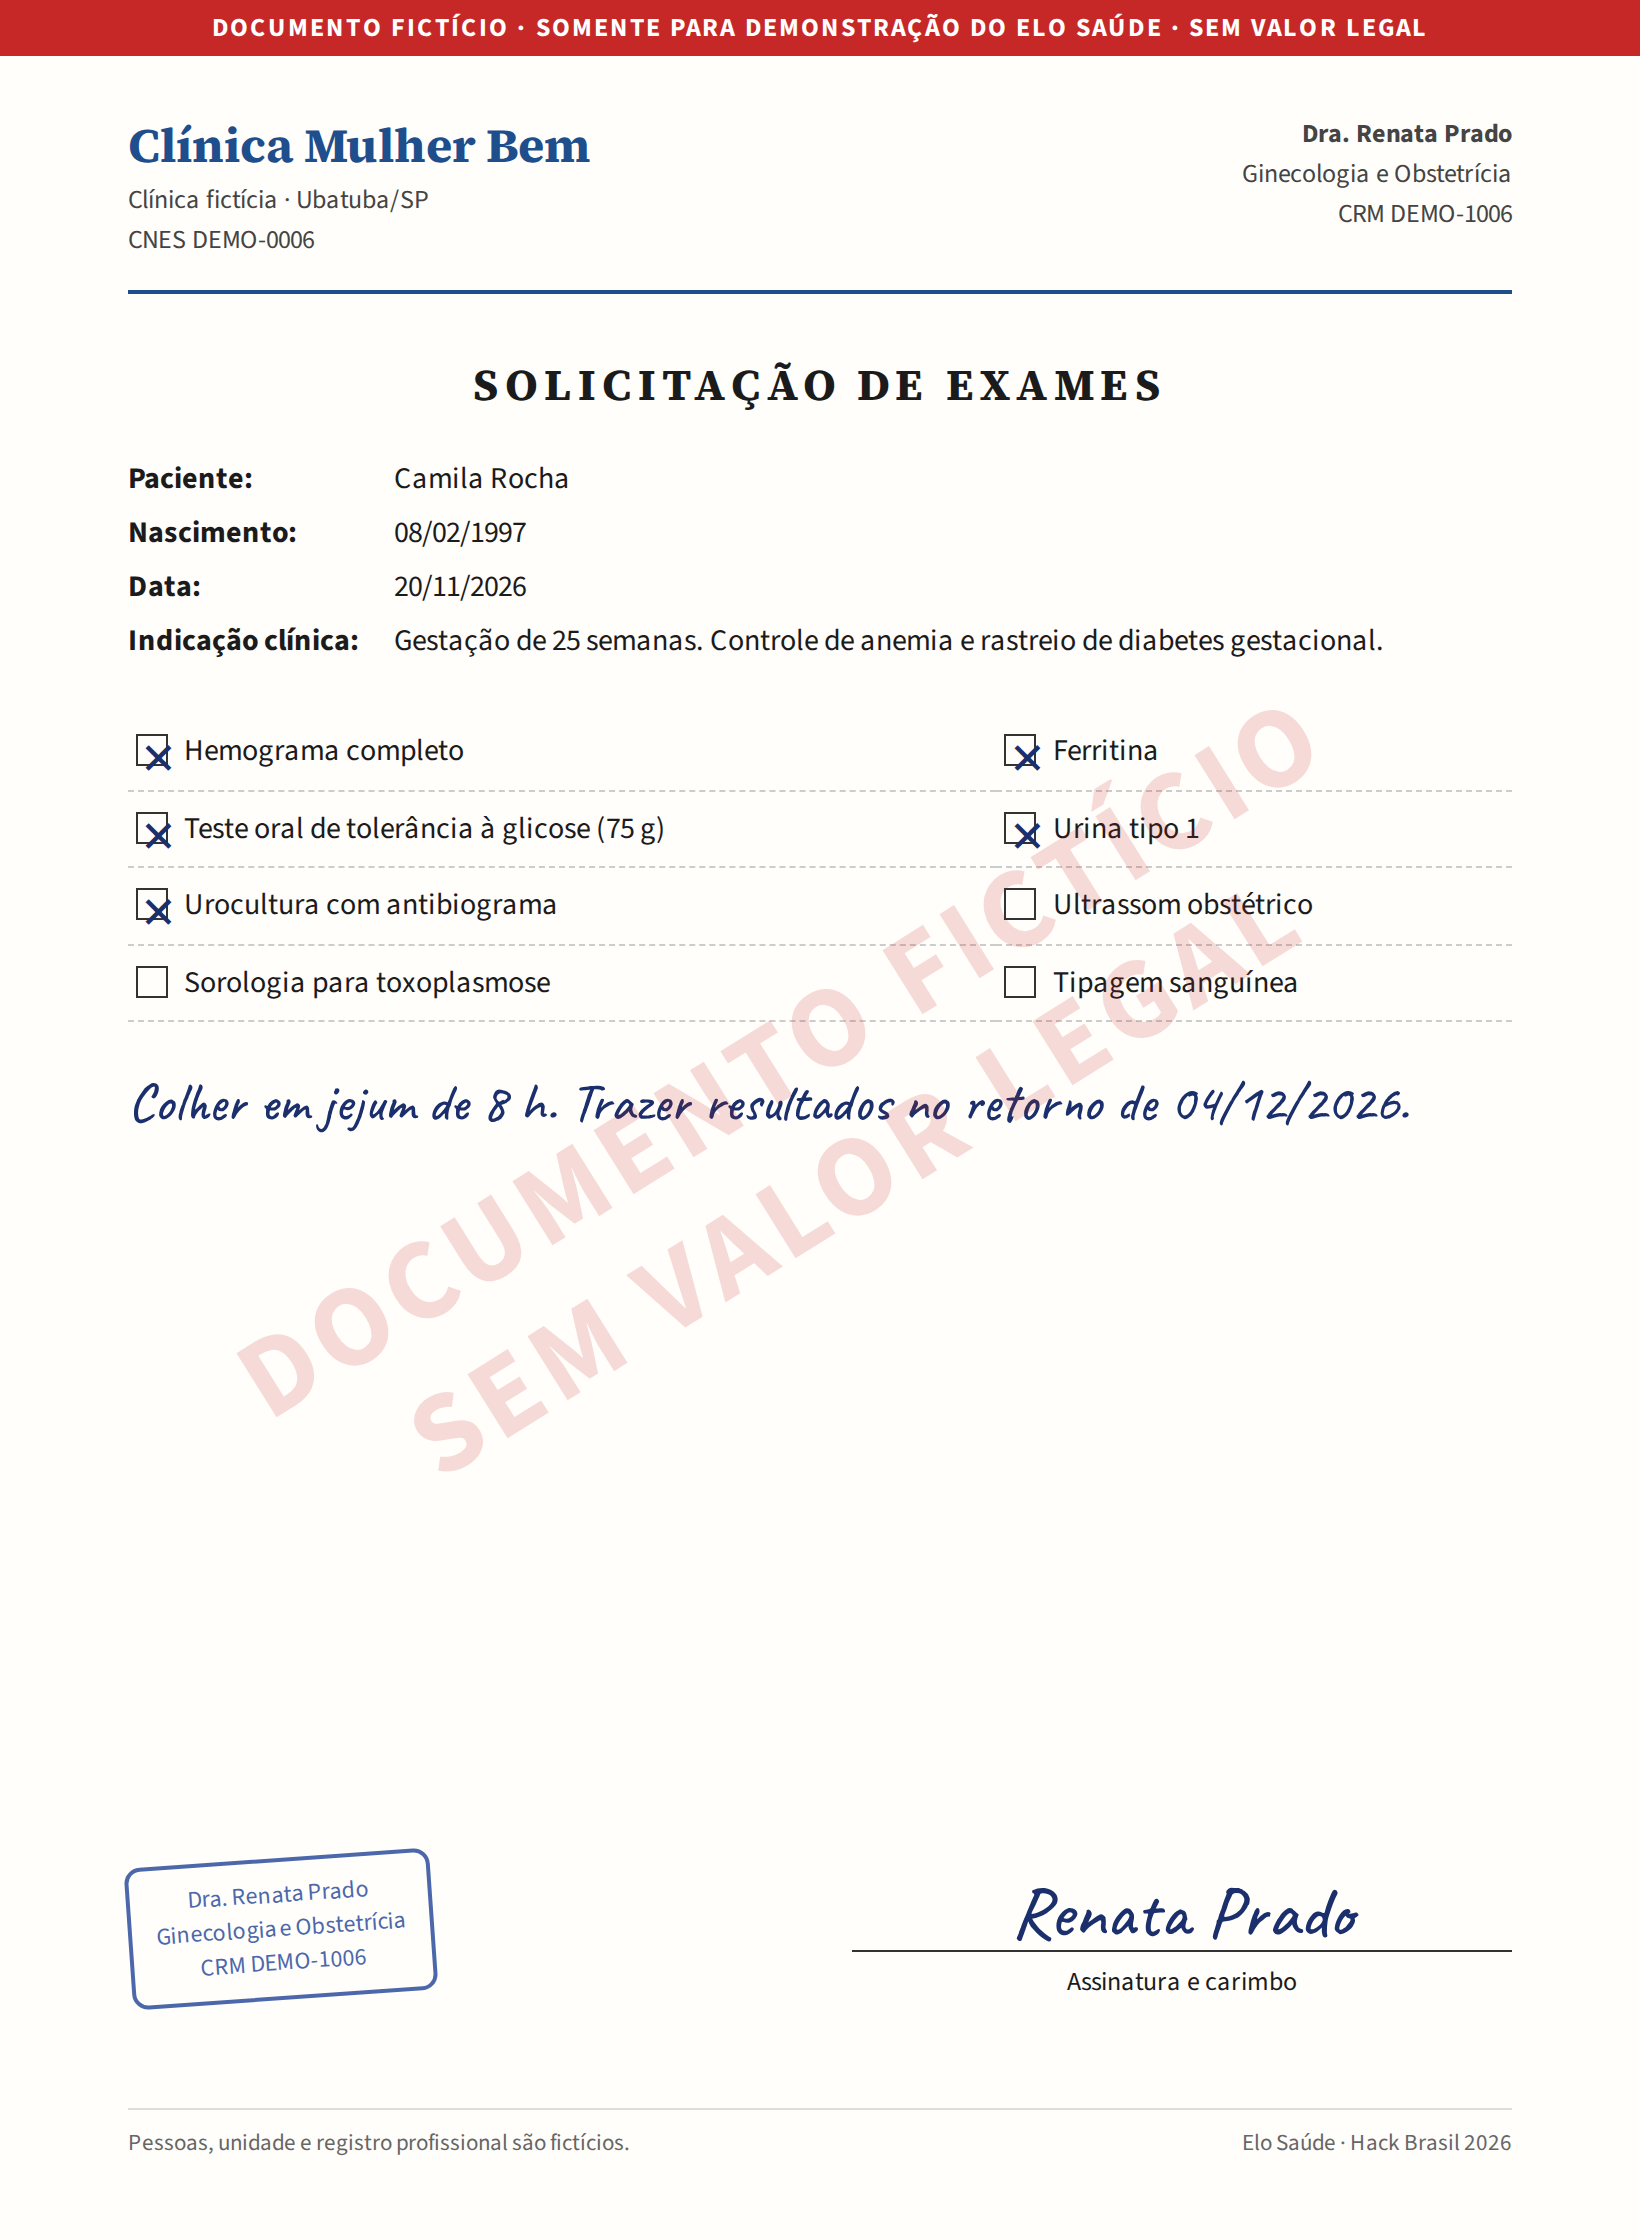 DOCUMENTO FICTÍCIO · SOMENTE PARA DEMONSTRAÇÃO DO ELO SAÚDE · SEM VALOR LEGAL
Clínica Mulher Bem
Clínica fictícia · Ubatuba/SP
CNES DEMO-0006
Dra. Renata Prado
Ginecologia e Obstetrícia
CRM DEMO-1006
SOLICITAÇÃO DE EXAMES
Paciente: Camila Rocha
Nascimento: 08/02/1997
Data: 20/11/2026
Indicação clínica: Gestação de 25 semanas. Controle de anemia e rastreio de diabetes gestacional.
Hemograma completo
Ferritina
Teste oral de tolerância à glicose (75 g)
Urina tipo 1
Urocultura com antibiograma
Ultrassom obstétrico
Sorologia para toxoplasmose
Tipagem sanguínea
DOCUMENTO FICTÍCIO
SEM VALOR LEGAL
Colher em jejum de 8 h. Trazer resultados no retorno de 04/12/2026.
Dra. Renata Prado
Ginecologia e Obstetrícia
CRM DEMO-1006
Renata Prado
Assinatura e carimbo
Pessoas, unidade e registro profissional são fictícios.
Elo Saúde · Hack Brasil 2026